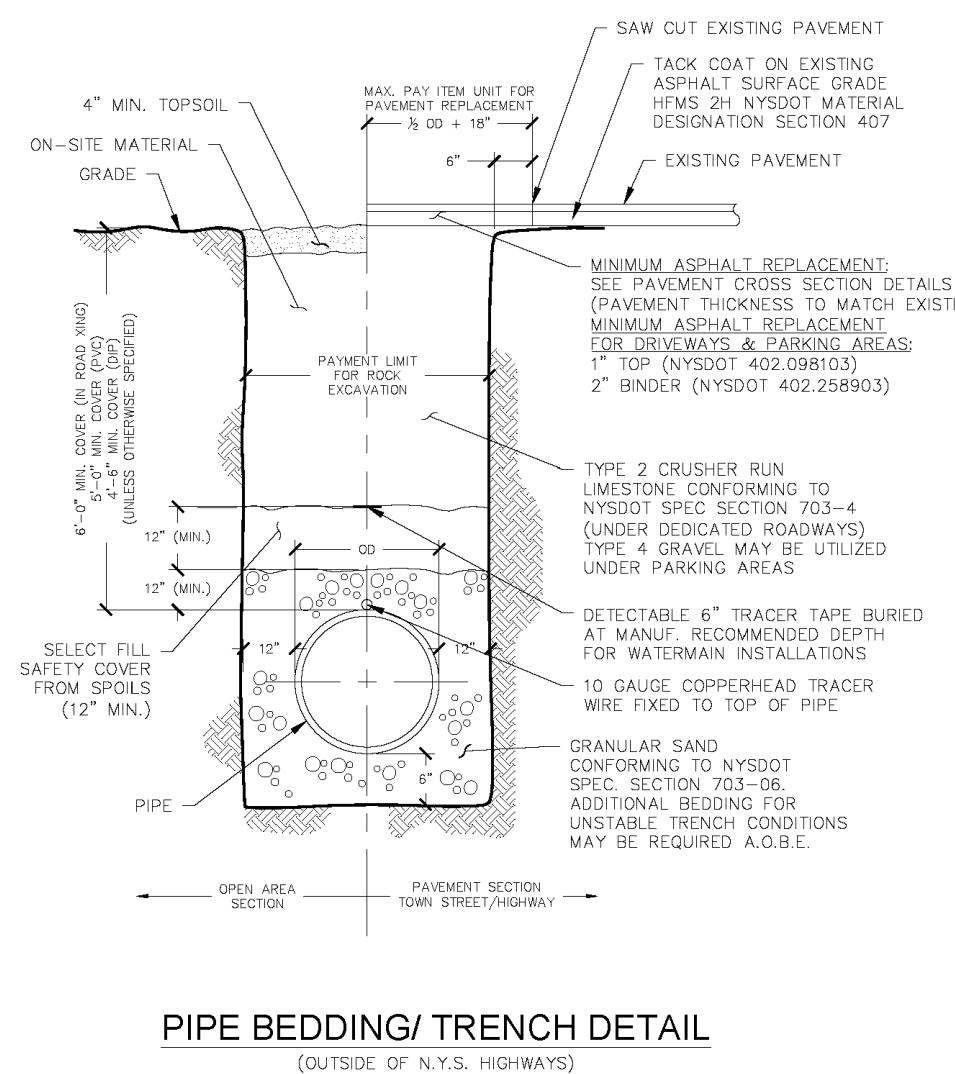 SAW CUT EXISTING PAVEMENT
TACK COAT ON EXISTING
ASPHALT SURFACE GRADE
HFMS 2H NYSDOT MATERIAL
DESIGNATION SECTION 407
MAX. PAY ITEM UNIT FOR
PAVEMENT REPLACEMENT
½ OD + 18"
4" MIN. TOPSOIL
ON-SITE MATERIAL
GRADE
6"
EXISTING PAVEMENT
MINIMUM ASPHALT REPLACEMENT:
SEE PAVEMENT CROSS SECTION DETAILS
(PAVEMENT THICKNESS TO MATCH EXISTI
MINIMUM ASPHALT REPLACEMENT
FOR DRIVEWAYS & PARKING AREAS:
1" TOP (NYSDOT 402.098103)
2" BINDER (NYSDOT 402.258903)
6'-0" MIN. COVER (IN ROAD XING)
5'-0" MIN. COVER (PVC)
4'-6" MIN. COVER (DIP)
(UNLESS OTHERWISE SPECIFIED)
PAYMENT LIMIT
FOR ROCK
EXCAVATION
TYPE 2 CRUSHER RUN
LIMESTONE CONFORMING TO
NYSDOT SPEC SECTION 703-4
(UNDER DEDICATED ROADWAYS)
TYPE 4 GRAVEL MAY BE UTILIZED
UNDER PARKING AREAS
12" (MIN.)
OD
12" (MIN.)
DETECTABLE 6" TRACER TAPE BURIED
AT MANUF. RECOMMENDED DEPTH
FOR WATERMAIN INSTALLATIONS
SELECT FILL
SAFETY COVER
FROM SPOILS
(12" MIN.)
12"
12"
10 GAUGE COPPERHEAD TRACER
WIRE FIXED TO TOP OF PIPE
GRANULAR SAND
CONFORMING TO NYSDOT
SPEC. SECTION 703-06.
ADDITIONAL BEDDING FOR
UNSTABLE TRENCH CONDITIONS
MAY BE REQUIRED A.O.B.E.
6"
PIPE
OPEN AREA
SECTION
PAVEMENT SECTION
TOWN STREET/HIGHWAY
PIPE BEDDING/ TRENCH DETAIL
(OUTSIDE OF N.Y.S. HIGHWAYS)